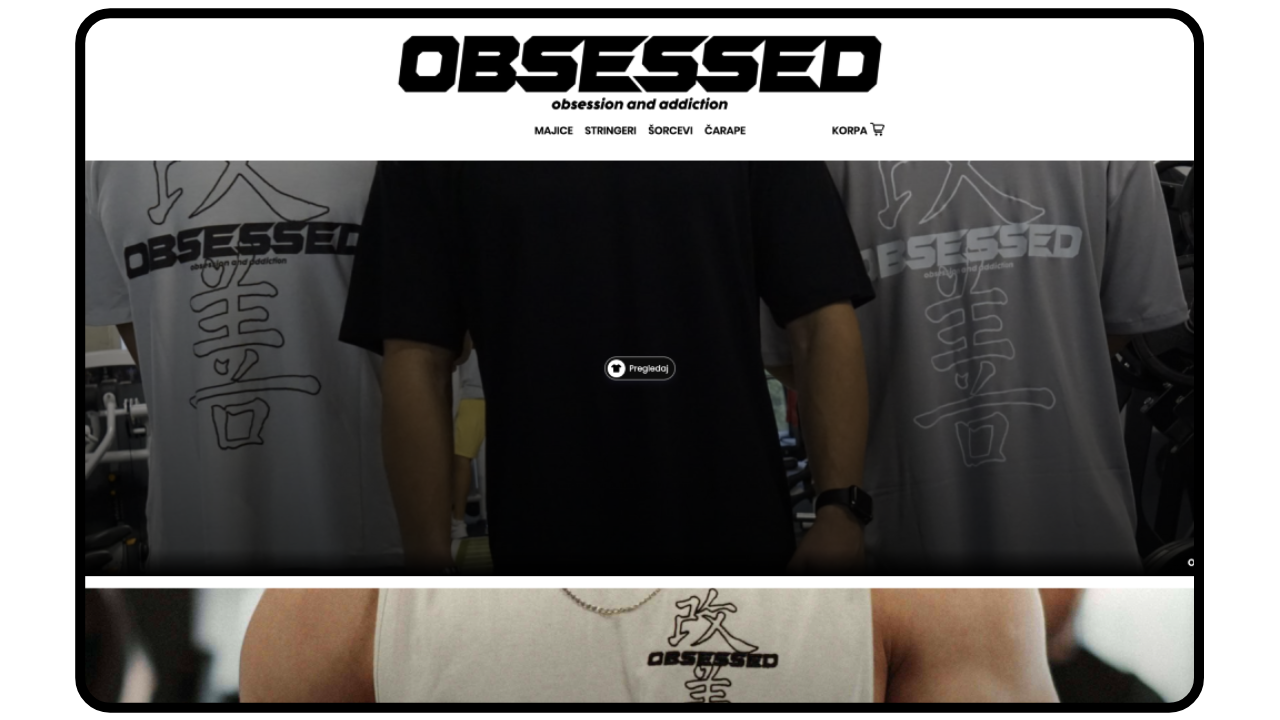 OBSESSED
obsession and addiction
MAJICE STRINGERI ŠORCEVI ČARAPE KORPA
改
OBSESSED
obsession and addiction
善
改
OBSESSED
obsession and addiction
善
Pregledaj
改
OBSESSED
善